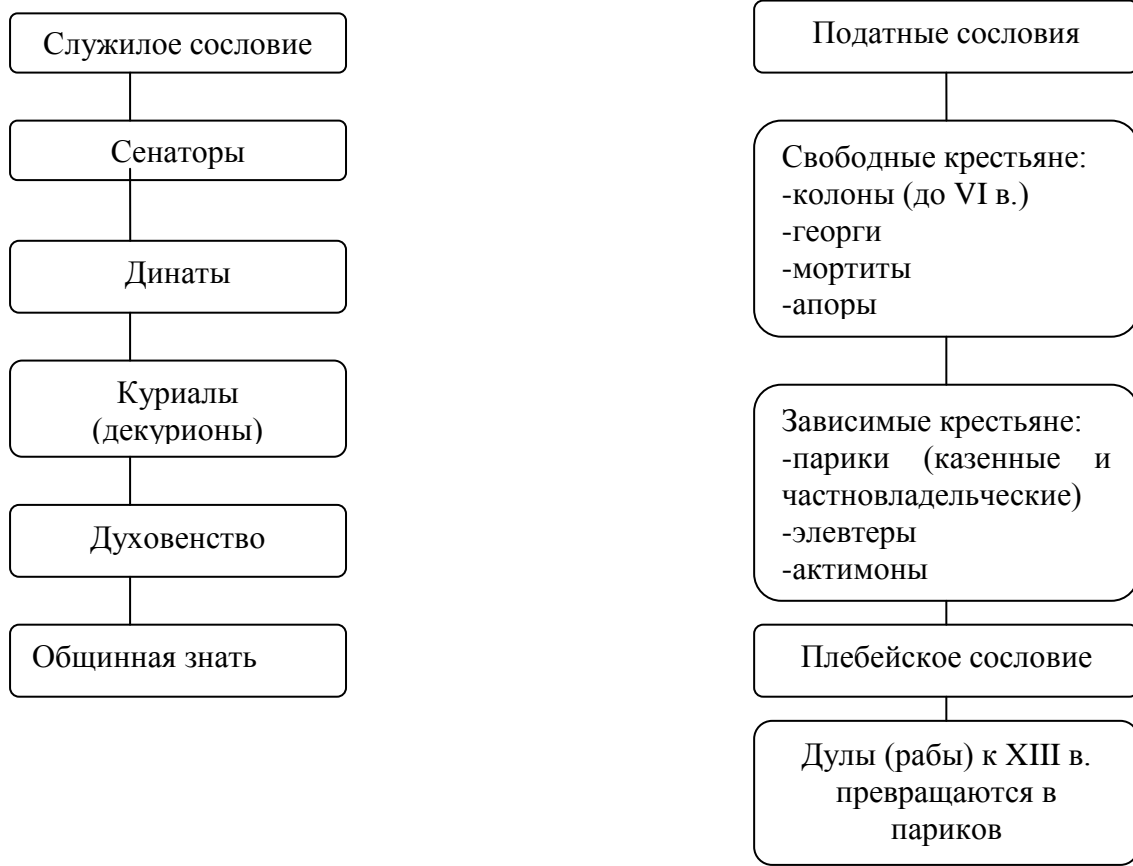 Служилое сословие
Сенаторы
Динаты
Куриалы
(декурионы)
Духовенство
Общинная знать
Податные сословия
Свободные крестьяне:
-колоны (до VI в.)
-георги
-мортиты
-апоры
Зависимые крестьяне:
-парики (казенные и
частновладельческие)
-элевтеры
-актимоны
Плебейское сословие
Дулы (рабы) к XIII в.
превращаются в
париков